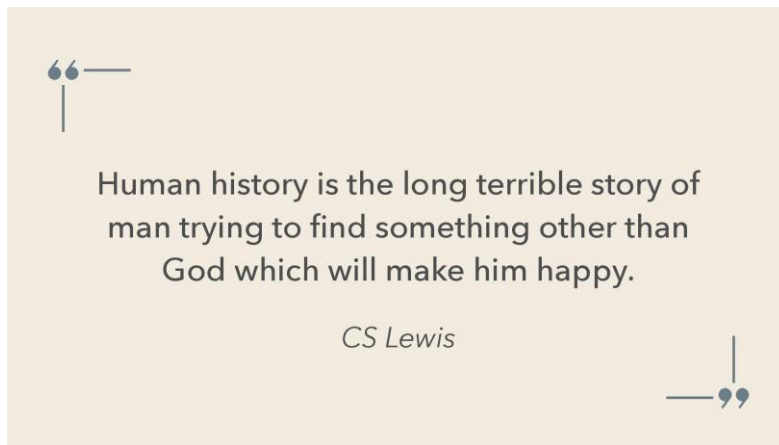 Human history is the long terrible story of
man trying to find something other than
God which will make him happy.
CS Lewis